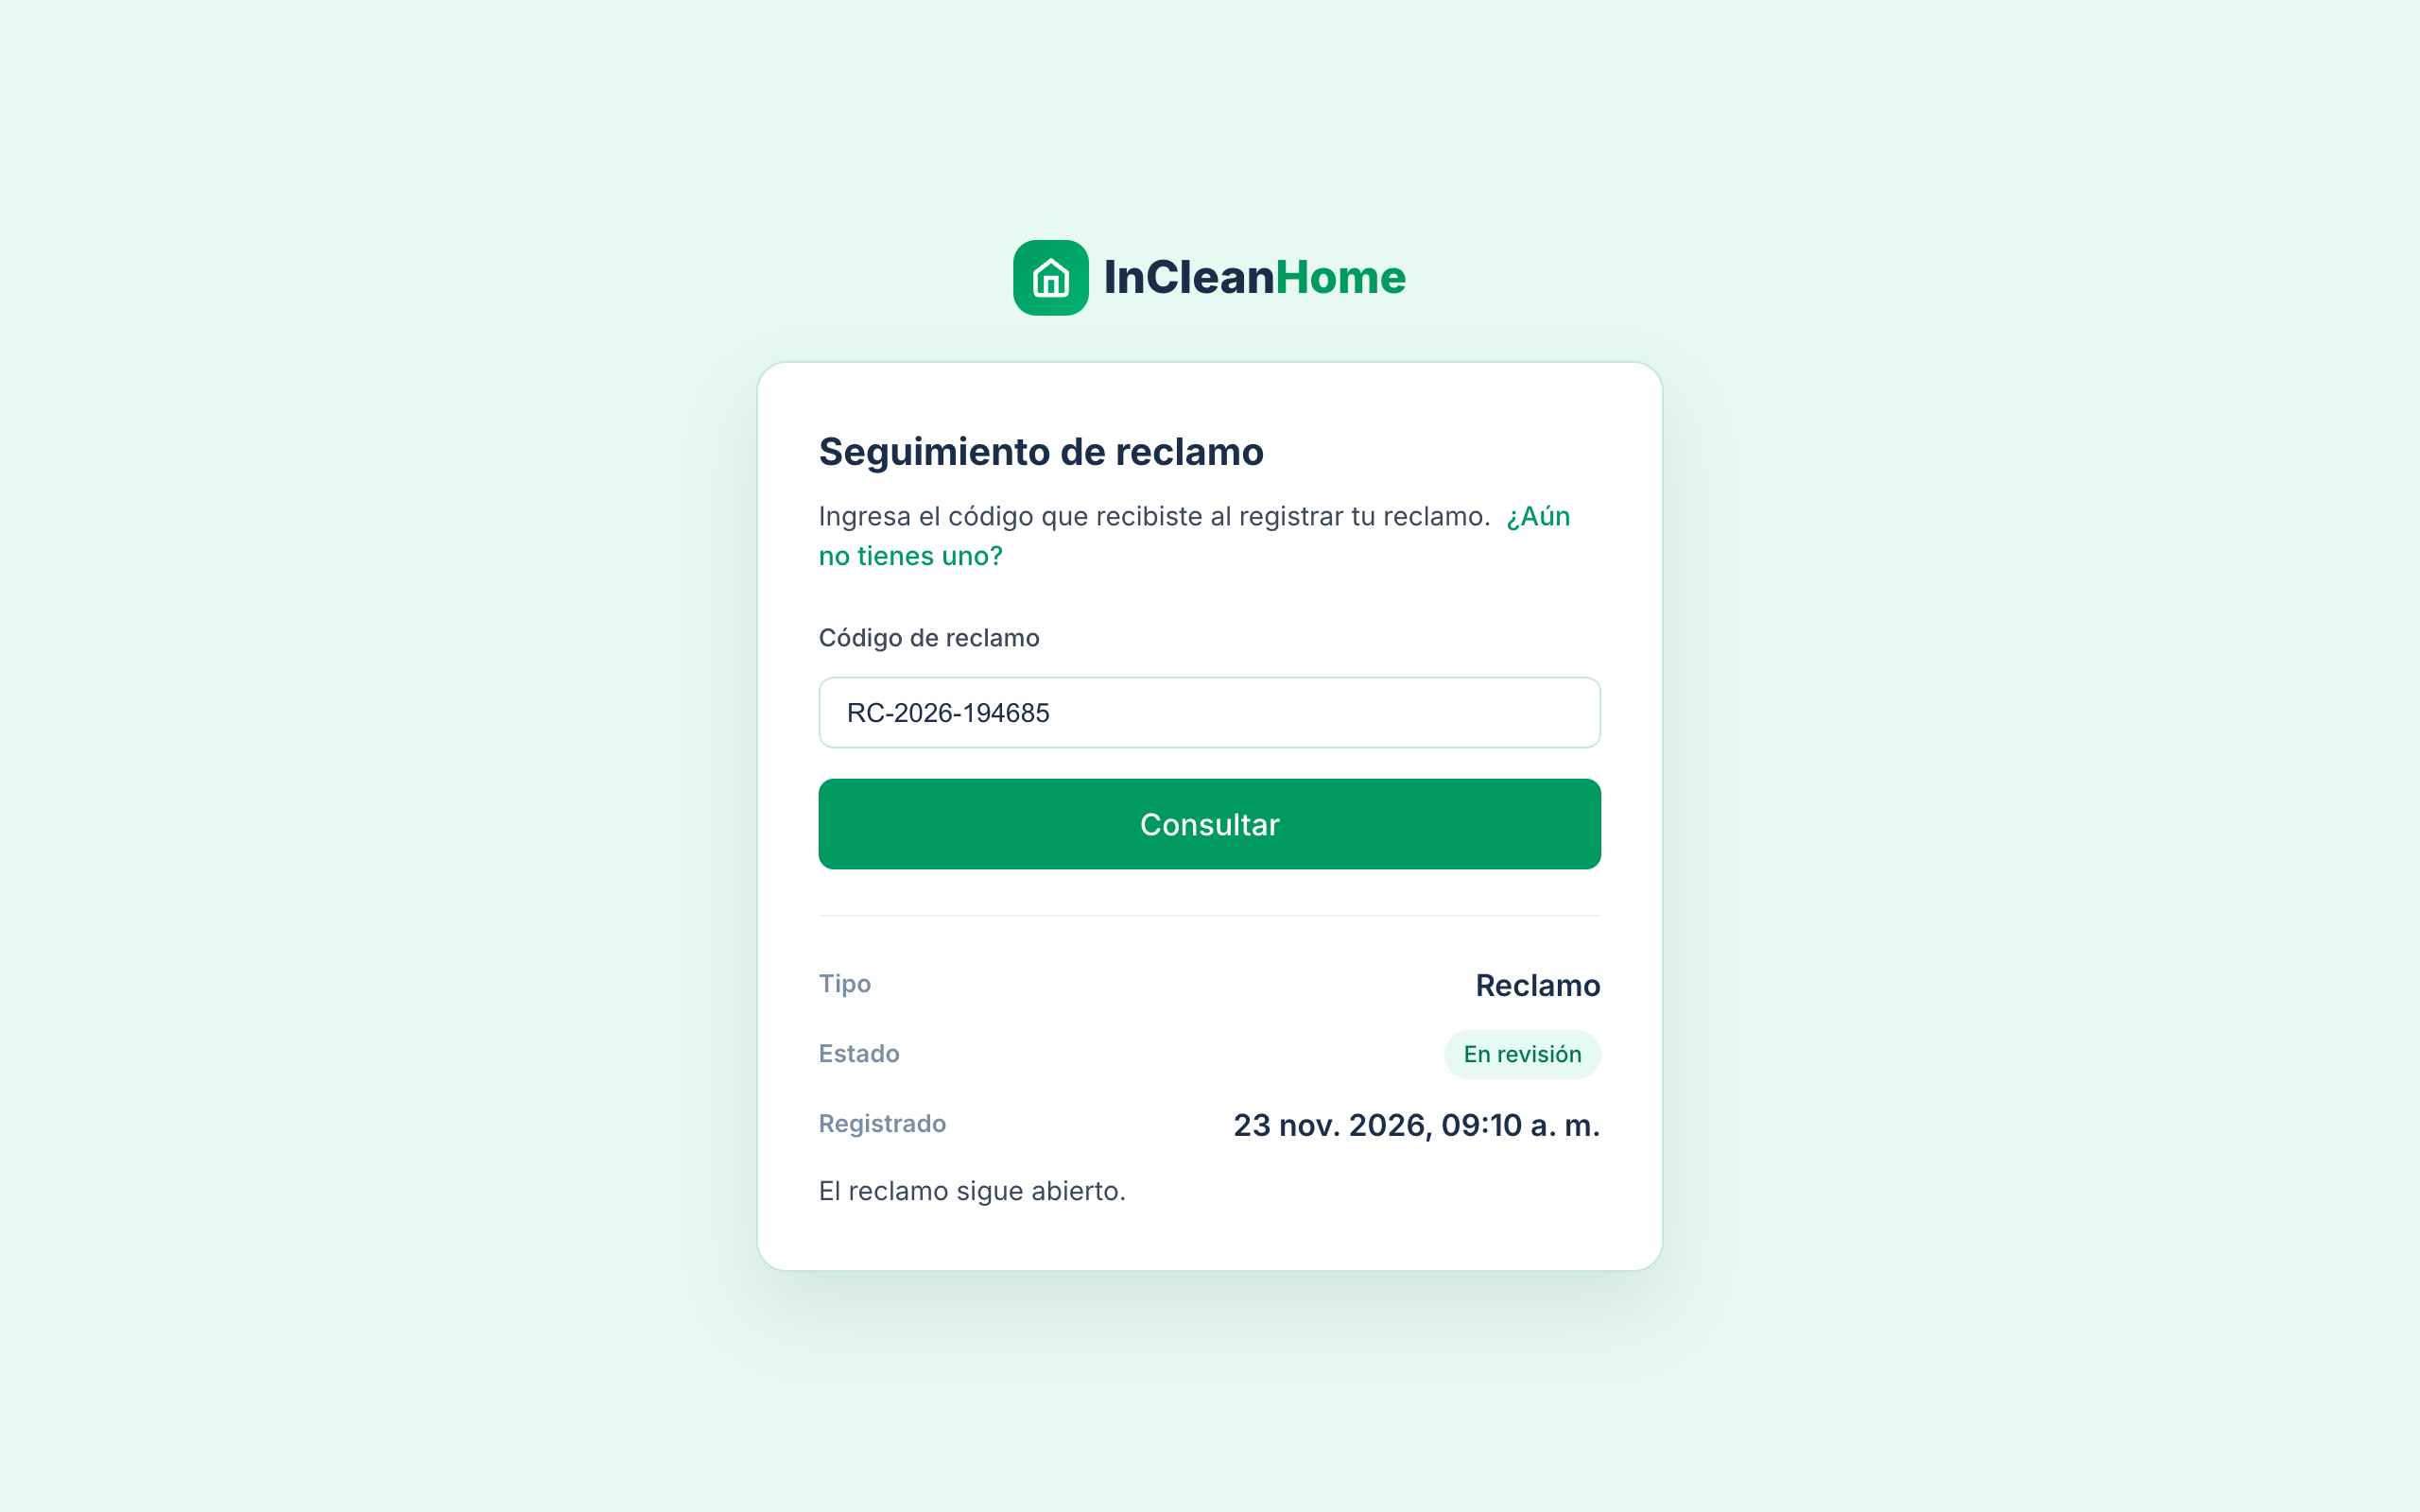 InCleanHome
Seguimiento de reclamo
Ingresa el código que recibiste al registrar tu reclamo. ¿Aún
no tienes uno?
Código de reclamo
RC-2026-194685
Consultar
Tipo Reclamo
Estado En revisión
Registrado 23 nov. 2026, 09:10 a. m.
El reclamo sigue abierto.